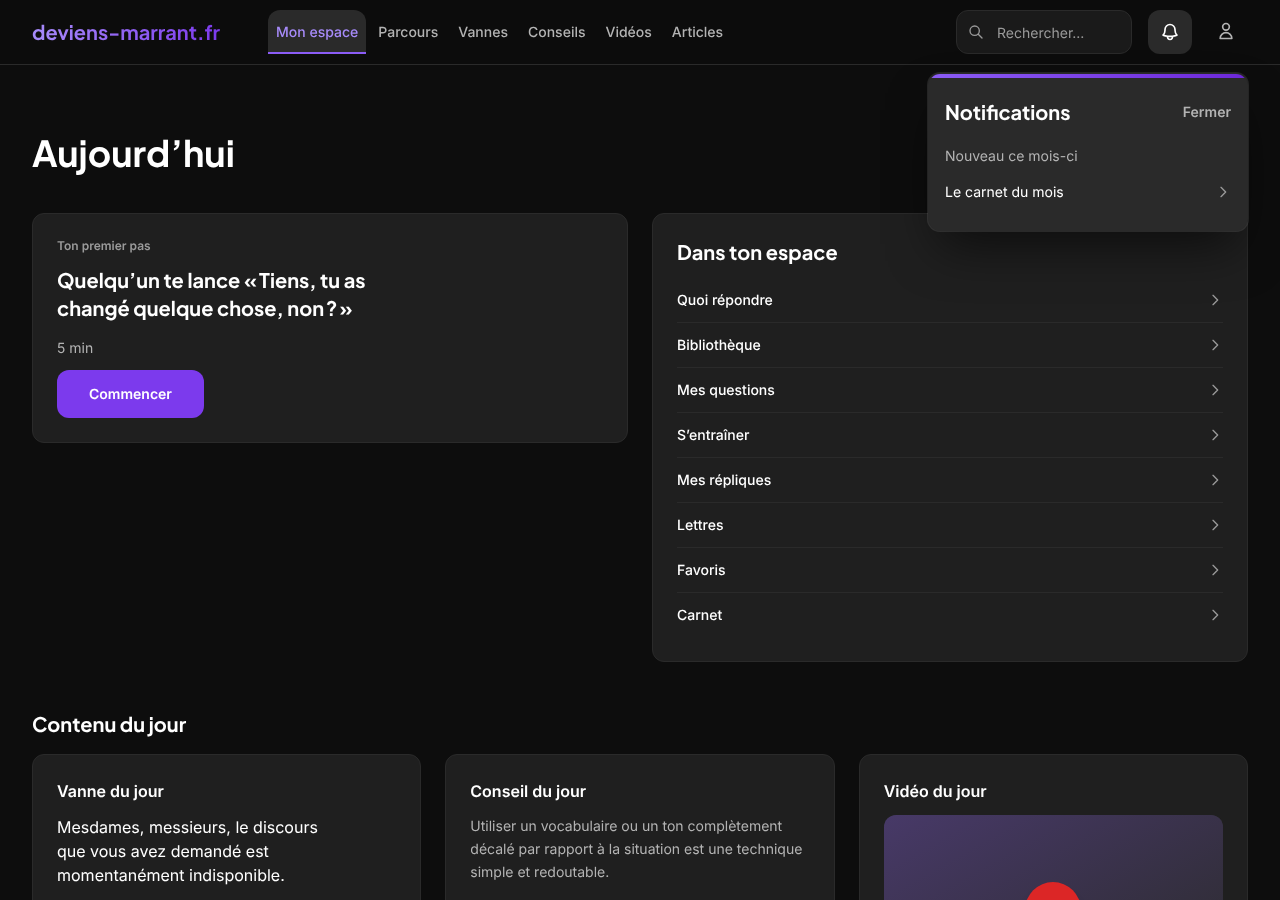 deviens-marrant.fr
Mon espace
Parcours
Vannes
Conseils
Vidéos
Articles
Rechercher...
Notifications
Fermer
Nouveau ce mois-ci
Le carnet du mois
Aujourd’hui
Ton premier pas
Quelqu’un te lance « Tiens, tu as
changé quelque chose, non ? »
5 min
Commencer
Dans ton espace
Quoi répondre
Bibliothèque
Mes questions
S’entraîner
Mes répliques
Lettres
Favoris
Carnet
Contenu du jour
Vanne du jour
Mesdames, messieurs, le discours
que vous avez demandé est
momentanément indisponible.
Conseil du jour
Utiliser un vocabulaire ou un ton complètement
décalé par rapport à la situation est une technique
simple et redoutable.
Vidéo du jour